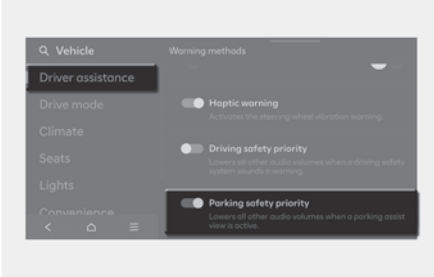 Vehicle
Warning methods
Driver assistance
Drive mode
Haptic warning
Activates the steering wheel vibration warning.
Climate
Driving safety priority
Lowers all other audio volumes when a driving safety
system sounds a warning.
Seats
Lights
Parking safety priority
Lowers all other audio volumes when a parking assist
view is active.
Convenience